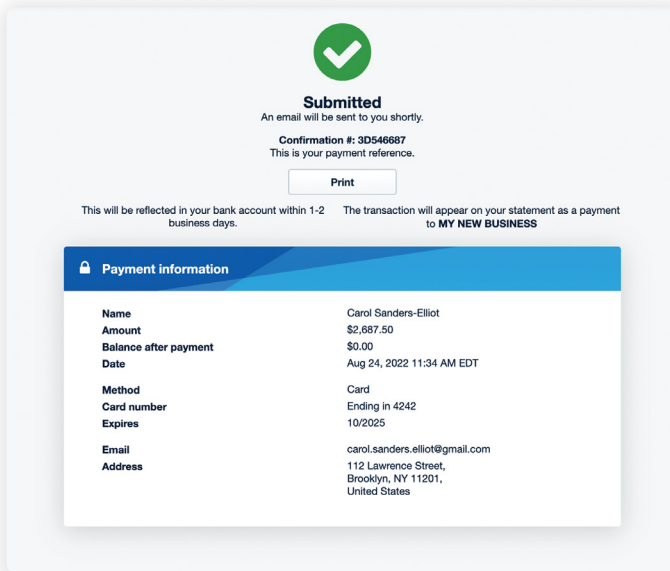 Submitted
An email will be sent to you shortly.
Confirmation #: 3D546687
This is your payment reference.
Print
This will be reflected in your bank account within 1-2
business days.
The transaction will appear on your statement as a payment
to MY NEW BUSINESS
Payment information
Name Carol Sanders-Elliot
Amount $2,687.50
Balance after payment $0.00
Date Aug 24, 2022 11:34 AM EDT
Method Card
Card number Ending in 4242
Expires 10/2025
Email carol.sanders.elliot@gmail.com
Address 112 Lawrence Street,
Brooklyn, NY 11201,
United States